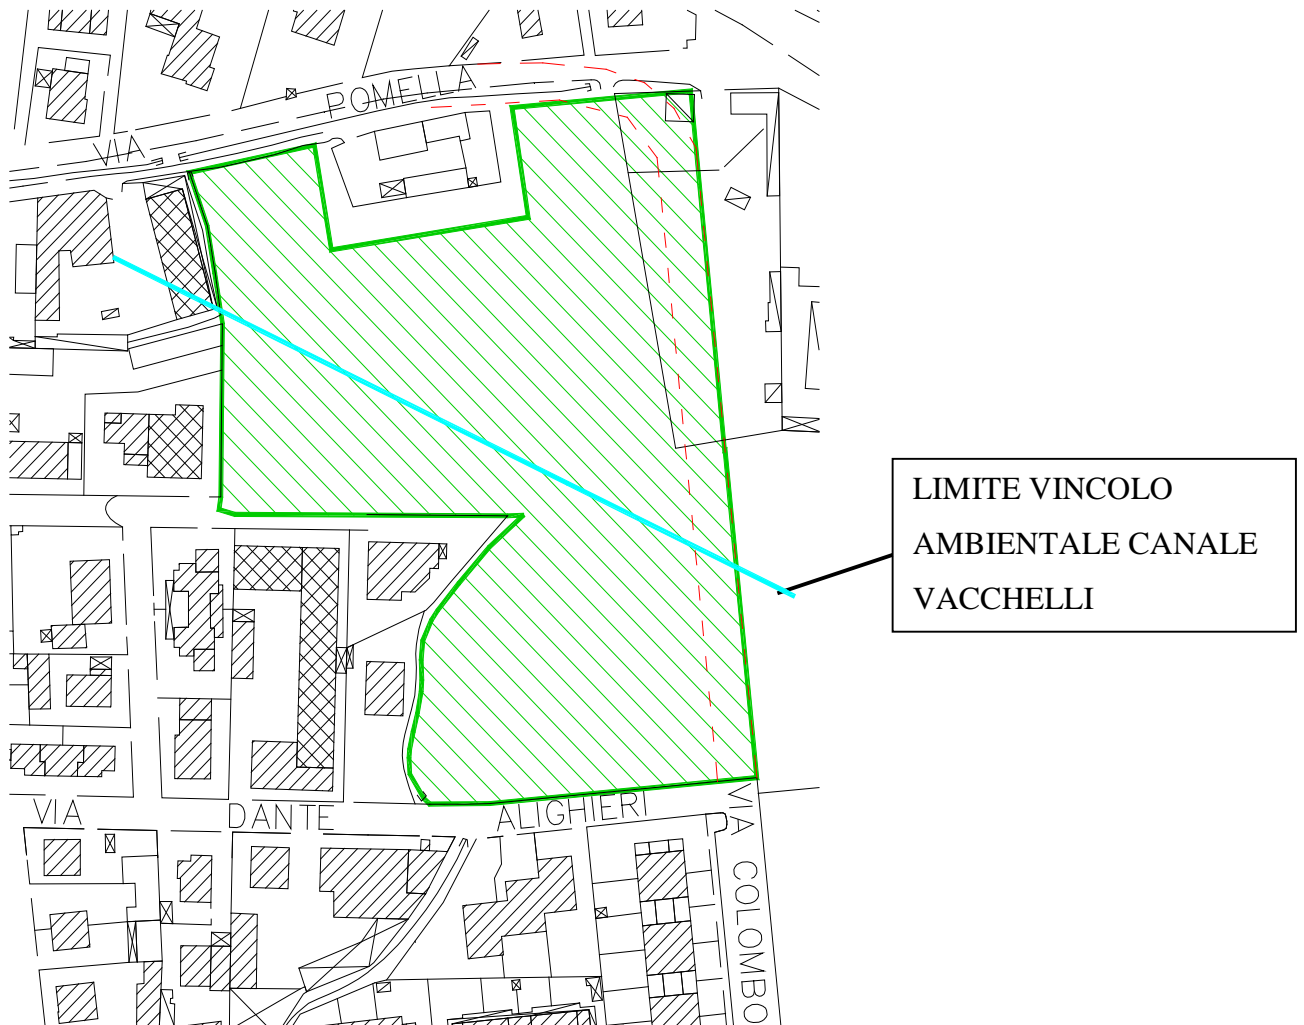 VIA POMELLA
LIMITE VINCOLO
AMBIENTALE CANALE
VACCHELLI
VIA DANTE ALIGHIERI
VIA COLOMBO